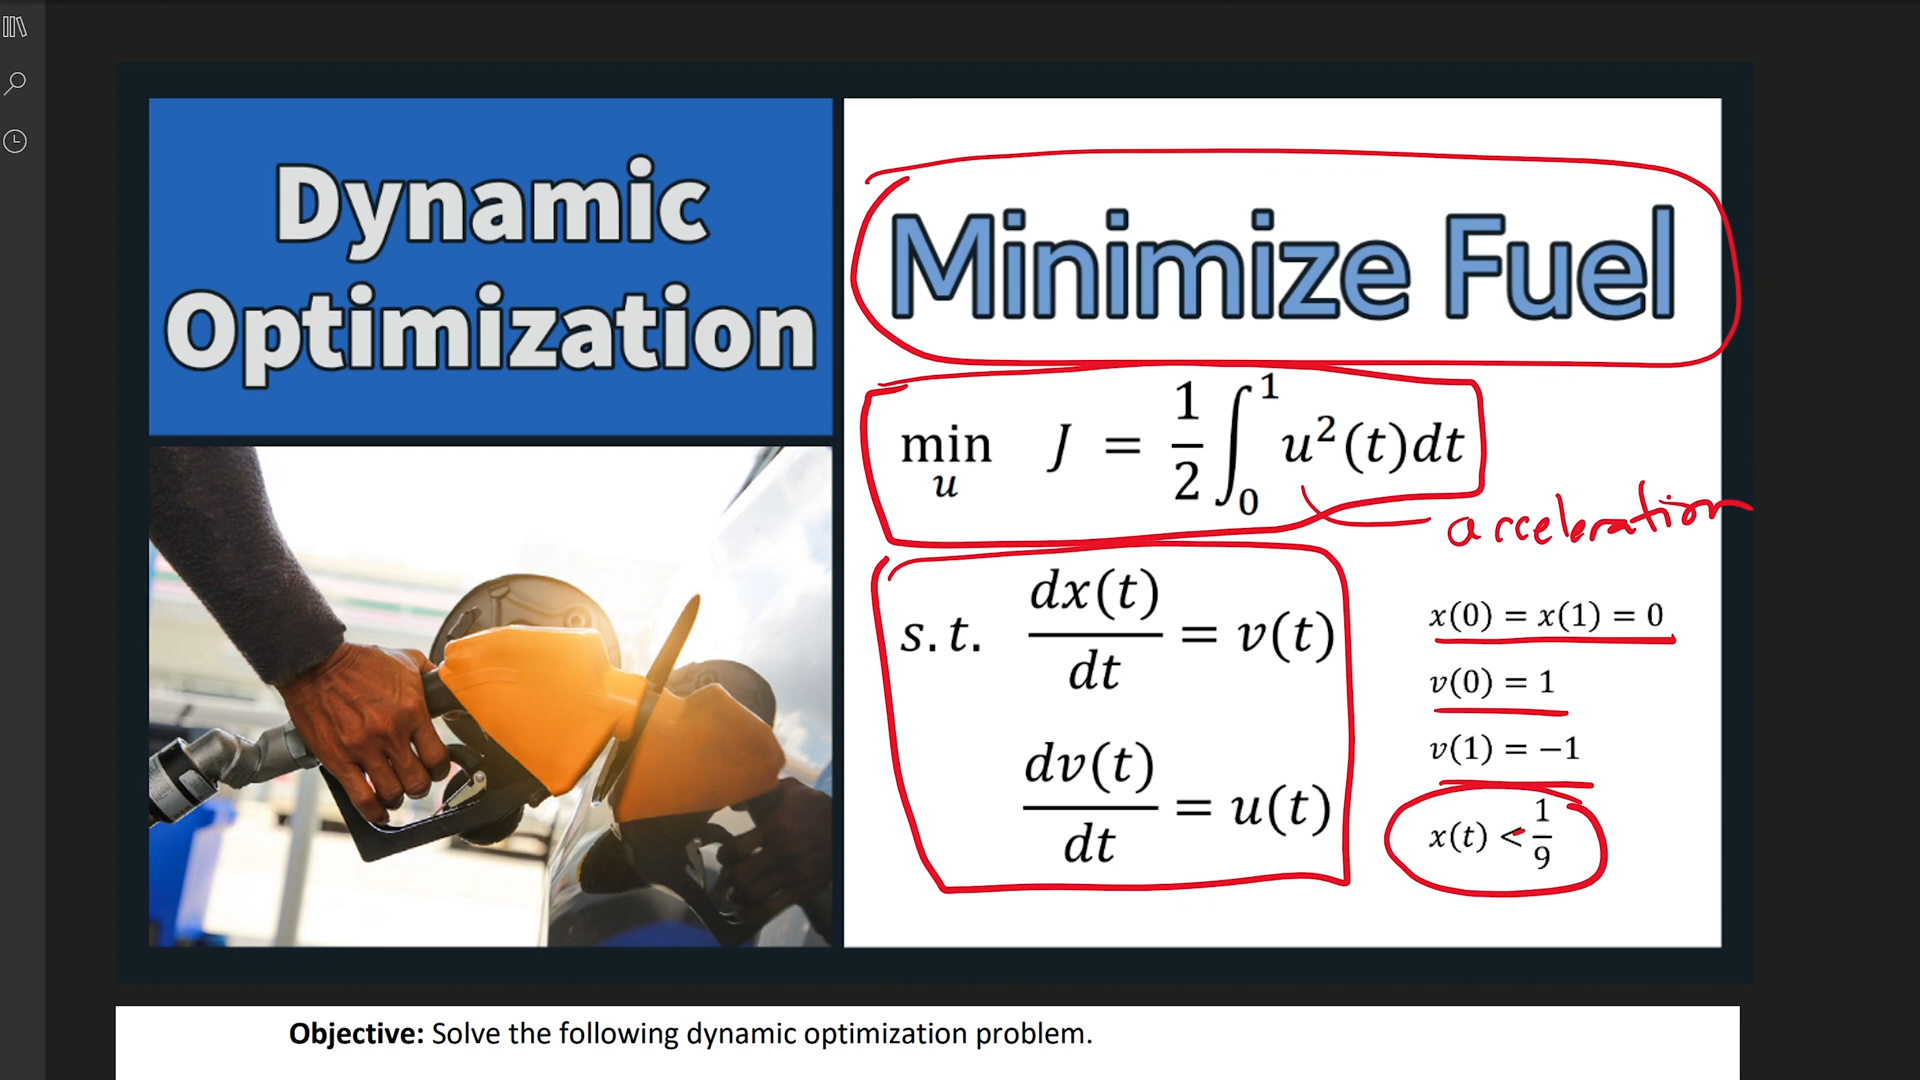 Dynamic
Optimization
Minimize Fuel
min J = 1/2 ∫₀¹ u²(t)dt
u
arceleration
s.t. dx(t)/dt = v(t)
dv(t)/dt = u(t)
x(0) = x(1) = 0
v(0) = 1
v(1) = −1
x(t) < 1/9
Objective: Solve the following dynamic optimization problem.